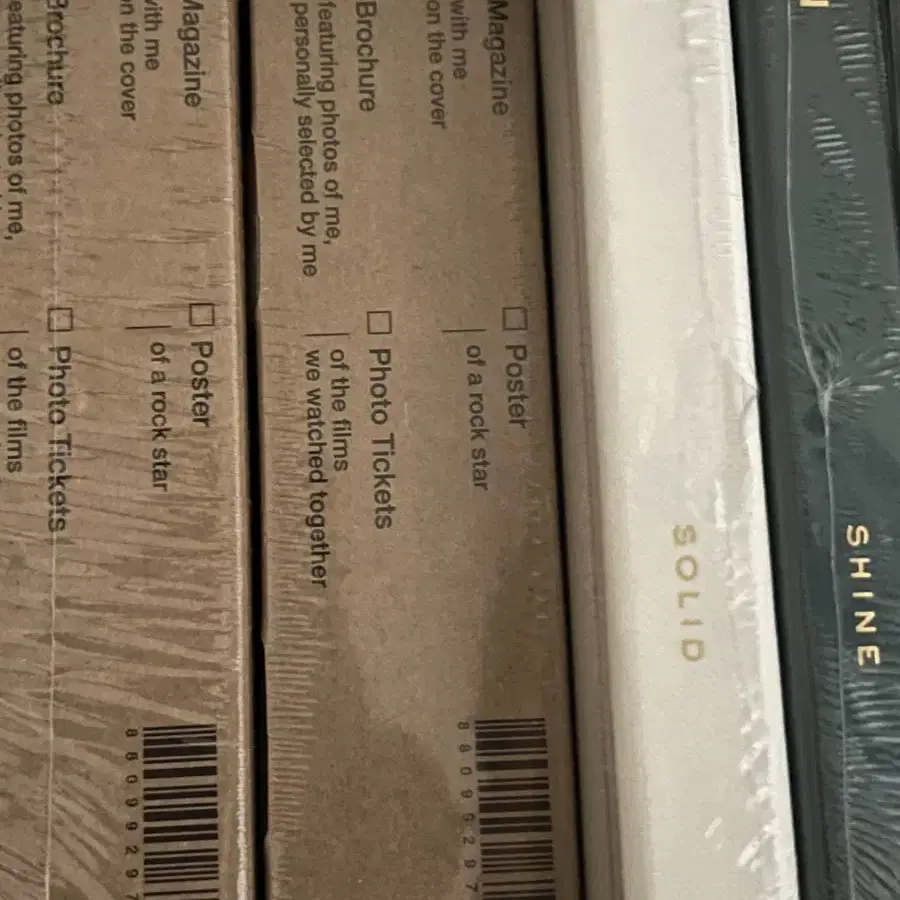 Magazine
with me
on the cover
Brochure
featuring photos of me,
Poster
of a rock star
Photo Tickets
of the films
8809929
Magazine
with me
on the cover
Brochure
featuring photos of me,
personally selected by me
Poster
of a rock star
Photo Tickets
of the films
we watched together
88099297
SOLID
SHINE